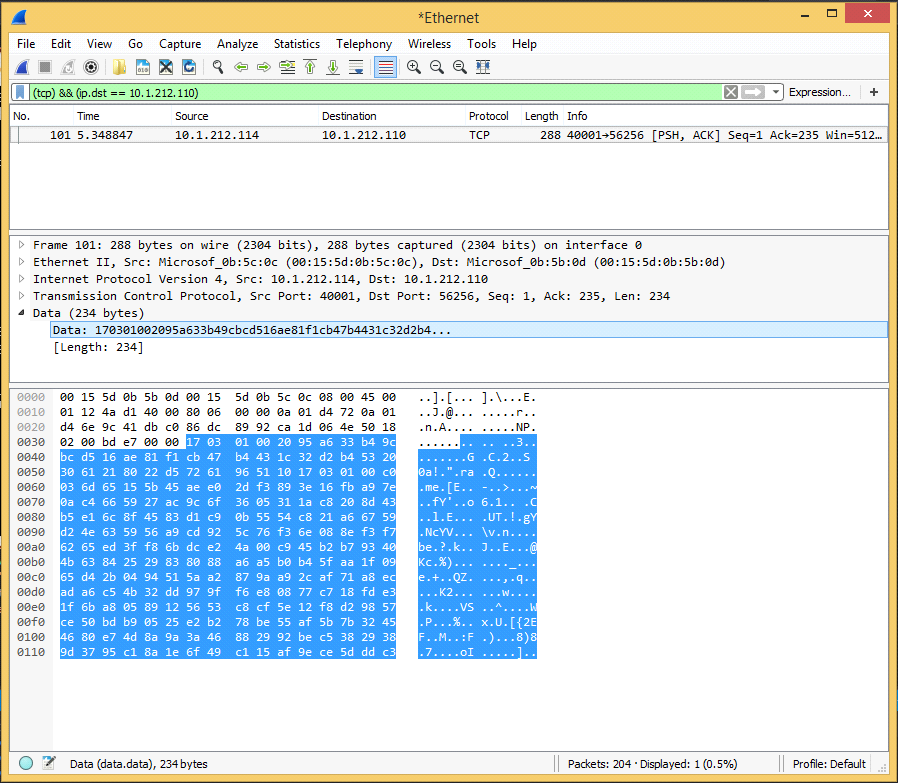 *Ethernet
File Edit View Go Capture Analyze Statistics Telephony Wireless Tools Help
(tcp) && (ip.dst == 10.1.212.110) Expression... +
No. Time Source Destination Protocol Length Info
101 5.348847 10.1.212.114 10.1.212.110 TCP 288 40001→56256 [PSH, ACK] Seq=1 Ack=235 Win=512...
Frame 101: 288 bytes on wire (2304 bits), 288 bytes captured (2304 bits) on interface 0
Ethernet II, Src: Microsof_0b:5c:0c (00:15:5d:0b:5c:0c), Dst: Microsof_0b:5b:0d (00:15:5d:0b:5b:0d)
Internet Protocol Version 4, Src: 10.1.212.114, Dst: 10.1.212.110
Transmission Control Protocol, Src Port: 40001, Dst Port: 56256, Seq: 1, Ack: 235, Len: 234
Data (234 bytes)
Data: 170301002095a633b49cbcd516ae81f1cb47b4431c32d2b4...
[Length: 234]
0000 00 15 5d 0b 5b 0d 00 15 5d 0b 5c 0c 08 00 45 00 ..].[... ].\...E.
0010 01 12 4a d1 40 00 80 06 00 00 0a 01 d4 72 0a 01 ..J.@... .....r..
0020 d4 6e 9c 41 db c0 86 dc 89 92 ca 1d 06 4e 50 18 .n.A.... .....NP.
0030 02 00 bd e7 00 00 17 03 01 00 20 95 a6 33 b4 9c ........ .. ..3..
0040 bc d5 16 ae 81 f1 cb 47 b4 43 1c 32 d2 b4 53 20 .......G .C.2..S
0050 30 61 21 80 22 d5 72 61 96 51 10 17 03 01 00 c0 0a!.".ra .Q......
0060 03 6d 65 15 5b 45 ae e0 2d f3 89 3e 16 fb a9 7e .me.[E.. -..>...~
0070 0a c4 66 59 27 ac 9c 6f 36 05 31 1a c8 20 8d 43 ..fY'..o 6.1.. .C
0080 b5 e1 6c 8f 45 83 d1 c9 0b 55 54 c8 21 a6 67 59 ..l.E... .UT.!.gY
0090 d2 4e 63 59 56 a9 cd 92 5c 76 f3 6e 08 8e f3 f7 .NcYV... \v.n....
00a0 62 65 ed 3f f8 6b dc e2 4a 00 c9 45 b2 b7 93 40 be.?.k.. J..E...@
00b0 4b 63 84 25 29 83 80 88 a6 a5 b0 b4 5f aa 1f 09 Kc.%)... ...._...
00c0 65 d4 2b 04 94 51 5a a2 87 9a a9 2c af 71 a8 ec e.+..QZ. ...,.q..
00d0 ad a6 c5 4b 32 dd 97 9f f6 e8 08 77 c7 18 fd e3 ...K2... ...w....
00e0 1f 6b a8 05 89 12 56 53 c8 cf 5e 12 f8 d2 98 57 .k....VS ..^....W
00f0 ce 50 bd b9 05 25 e2 b2 78 be 55 af 5b 7b 32 45 .P...%.. x.U.[{2E
0100 46 80 e7 4d 8a 9a 3a 46 88 29 92 be c5 38 29 38 F..M..:F .)...8)8
0110 9d 37 95 c1 8a 1e 6f 49 c1 15 af 9e ce 5d dd c3 .7....oI .....]..
Data (data.data), 234 bytes Packets: 204 · Displayed: 1 (0.5%) Profile: Default